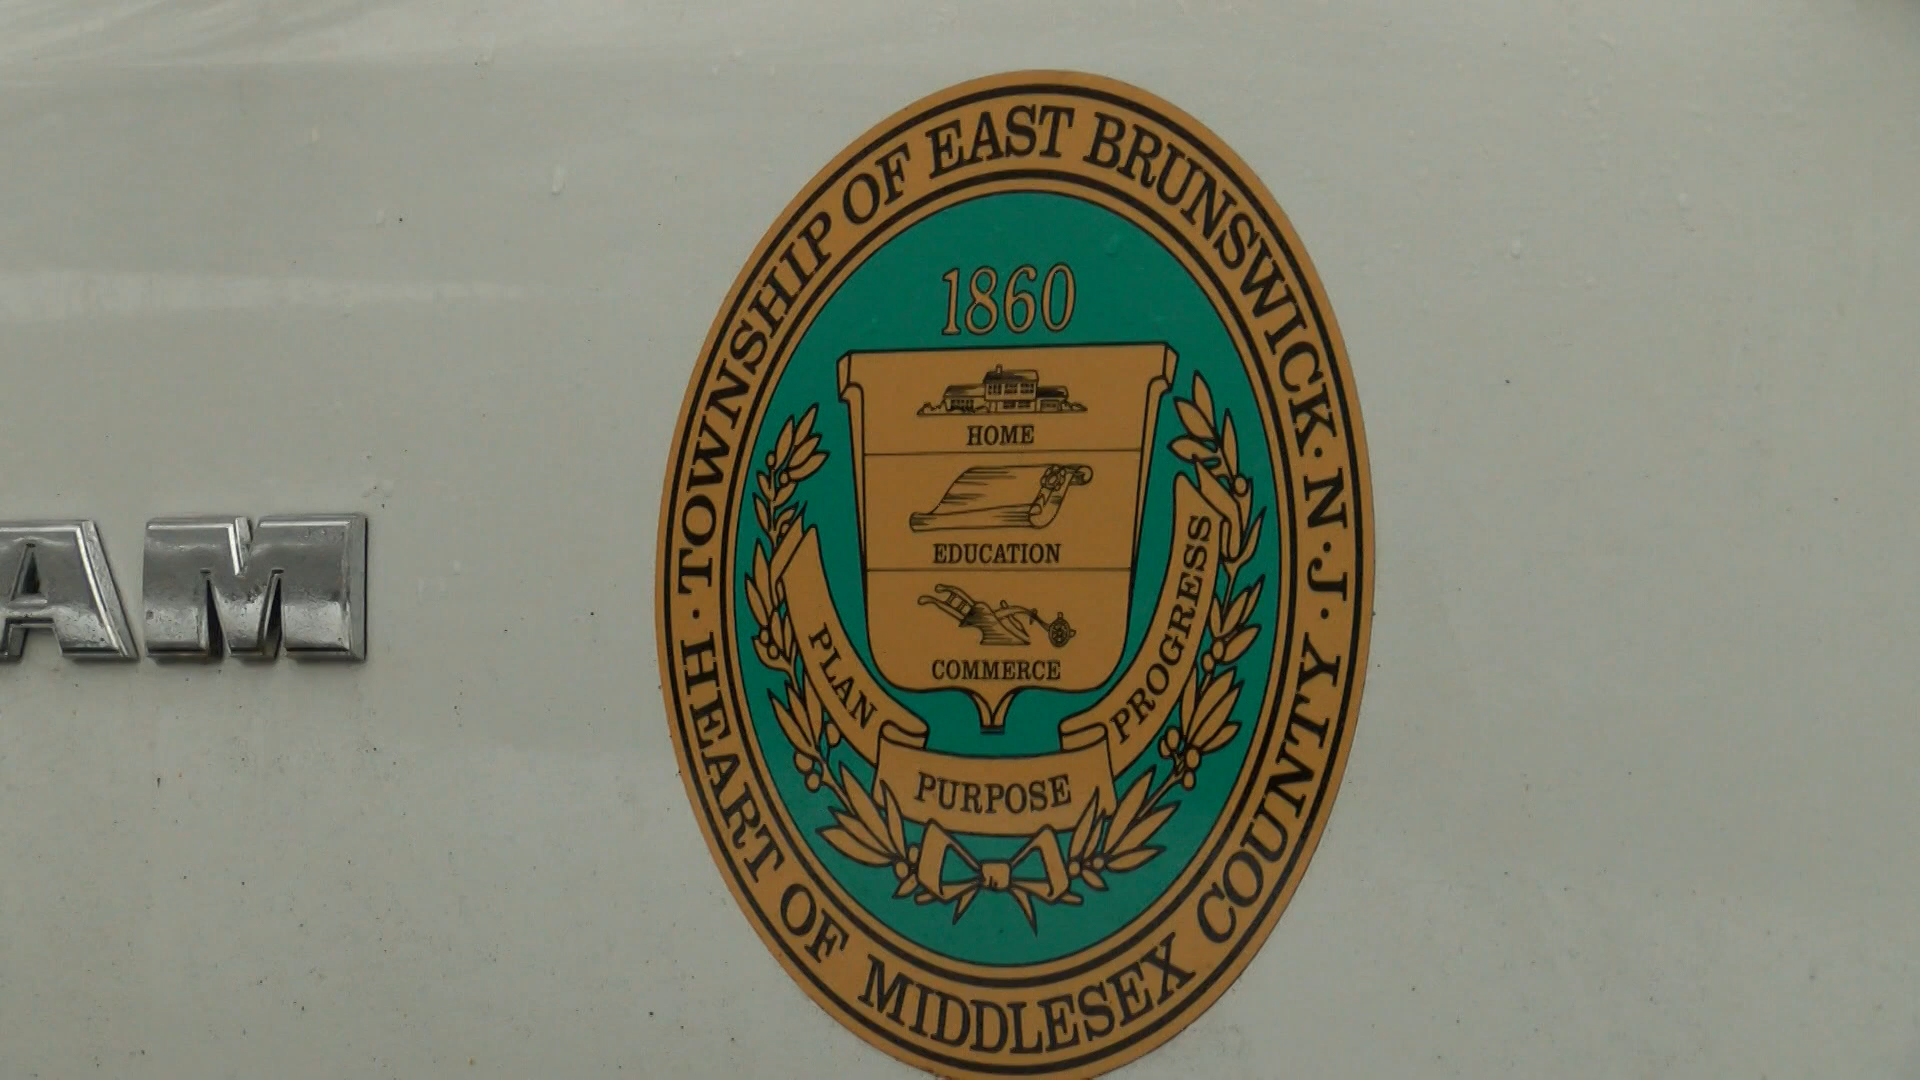 AM
·TOWNSHIP OF EAST BRUNSWICK·N·J·
1860
HOME
EDUCATION
COMMERCE
PLAN
PURPOSE
PROGRESS
HEART OF MIDDLESEX COUNTY